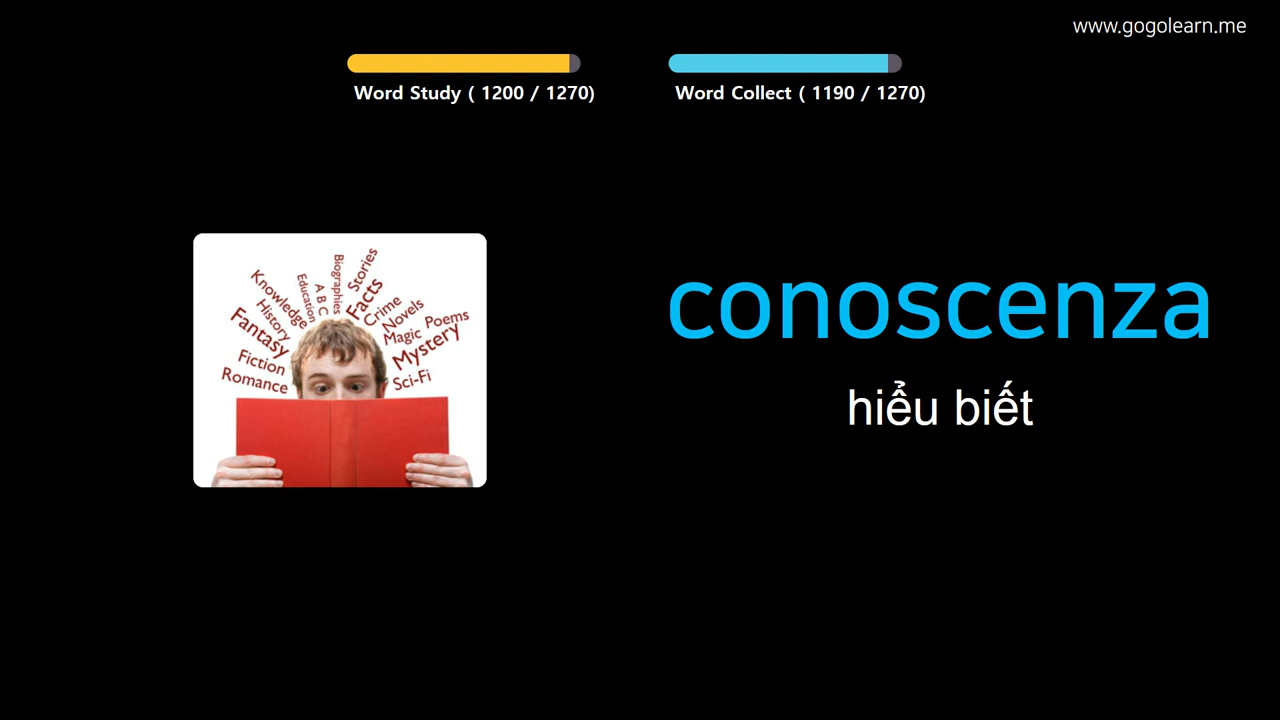 www.gogolearn.me
Word Study ( 1200 / 1270)
Word Collect ( 1190 / 1270)
conoscenza
hiểu biết
Knowledge
History
Fantasy
Fiction
Romance
Education
A B C
Biographies
Stories
Facts
Crime
Novels
Magic
Poems
Mystery
Sci-Fi